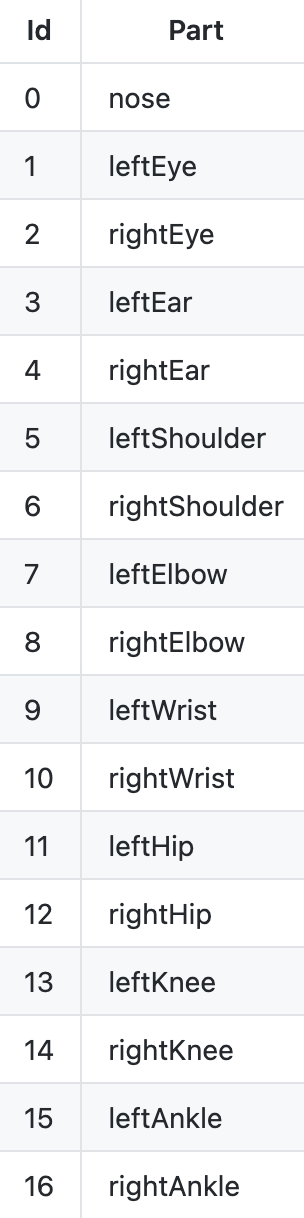 Id Part
0 nose
1 leftEye
2 rightEye
3 leftEar
4 rightEar
5 leftShoulder
6 rightShoulder
7 leftElbow
8 rightElbow
9 leftWrist
10 rightWrist
11 leftHip
12 rightHip
13 leftKnee
14 rightKnee
15 leftAnkle
16 rightAnkle